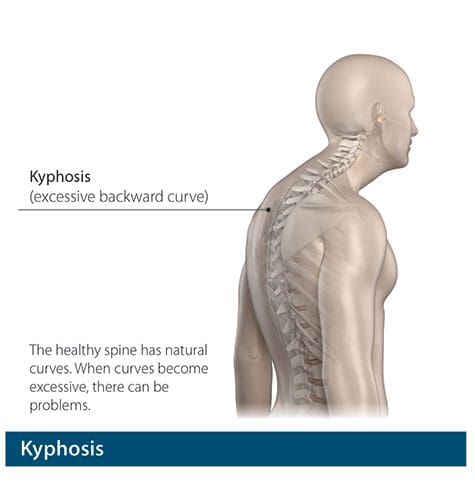 Kyphosis
(excessive backward curve)
The healthy spine has natural
curves. When curves become
excessive, there can be
problems.
Kyphosis